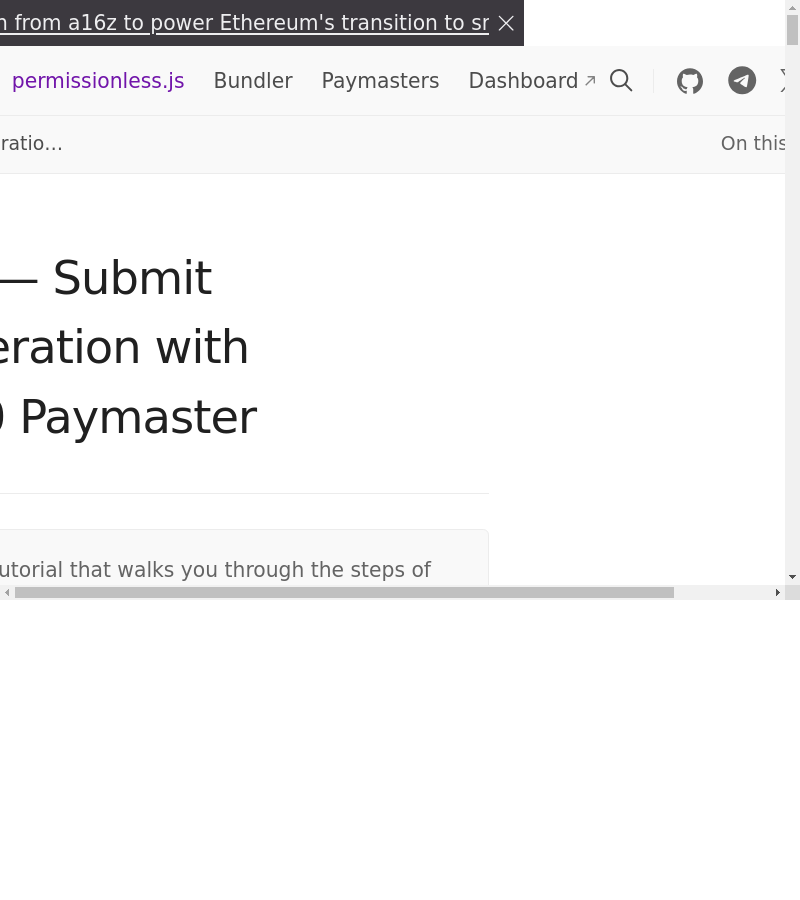 from a16z to power Ethereum's transition to
permissionless.js Bundler Paymasters Dashboard
ratio…
On this
— Submit
eration with
Paymaster
utorial that walks you through the steps of